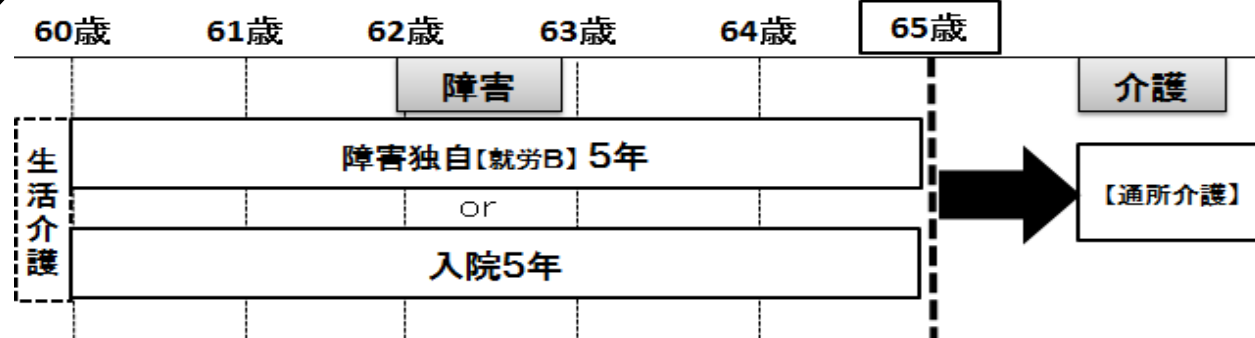 60歳 61歳 62歳 63歳 64歳 65歳
障害 介護
生活介護
障害独自【就労B】5年
or
入院5年
【通所介護】